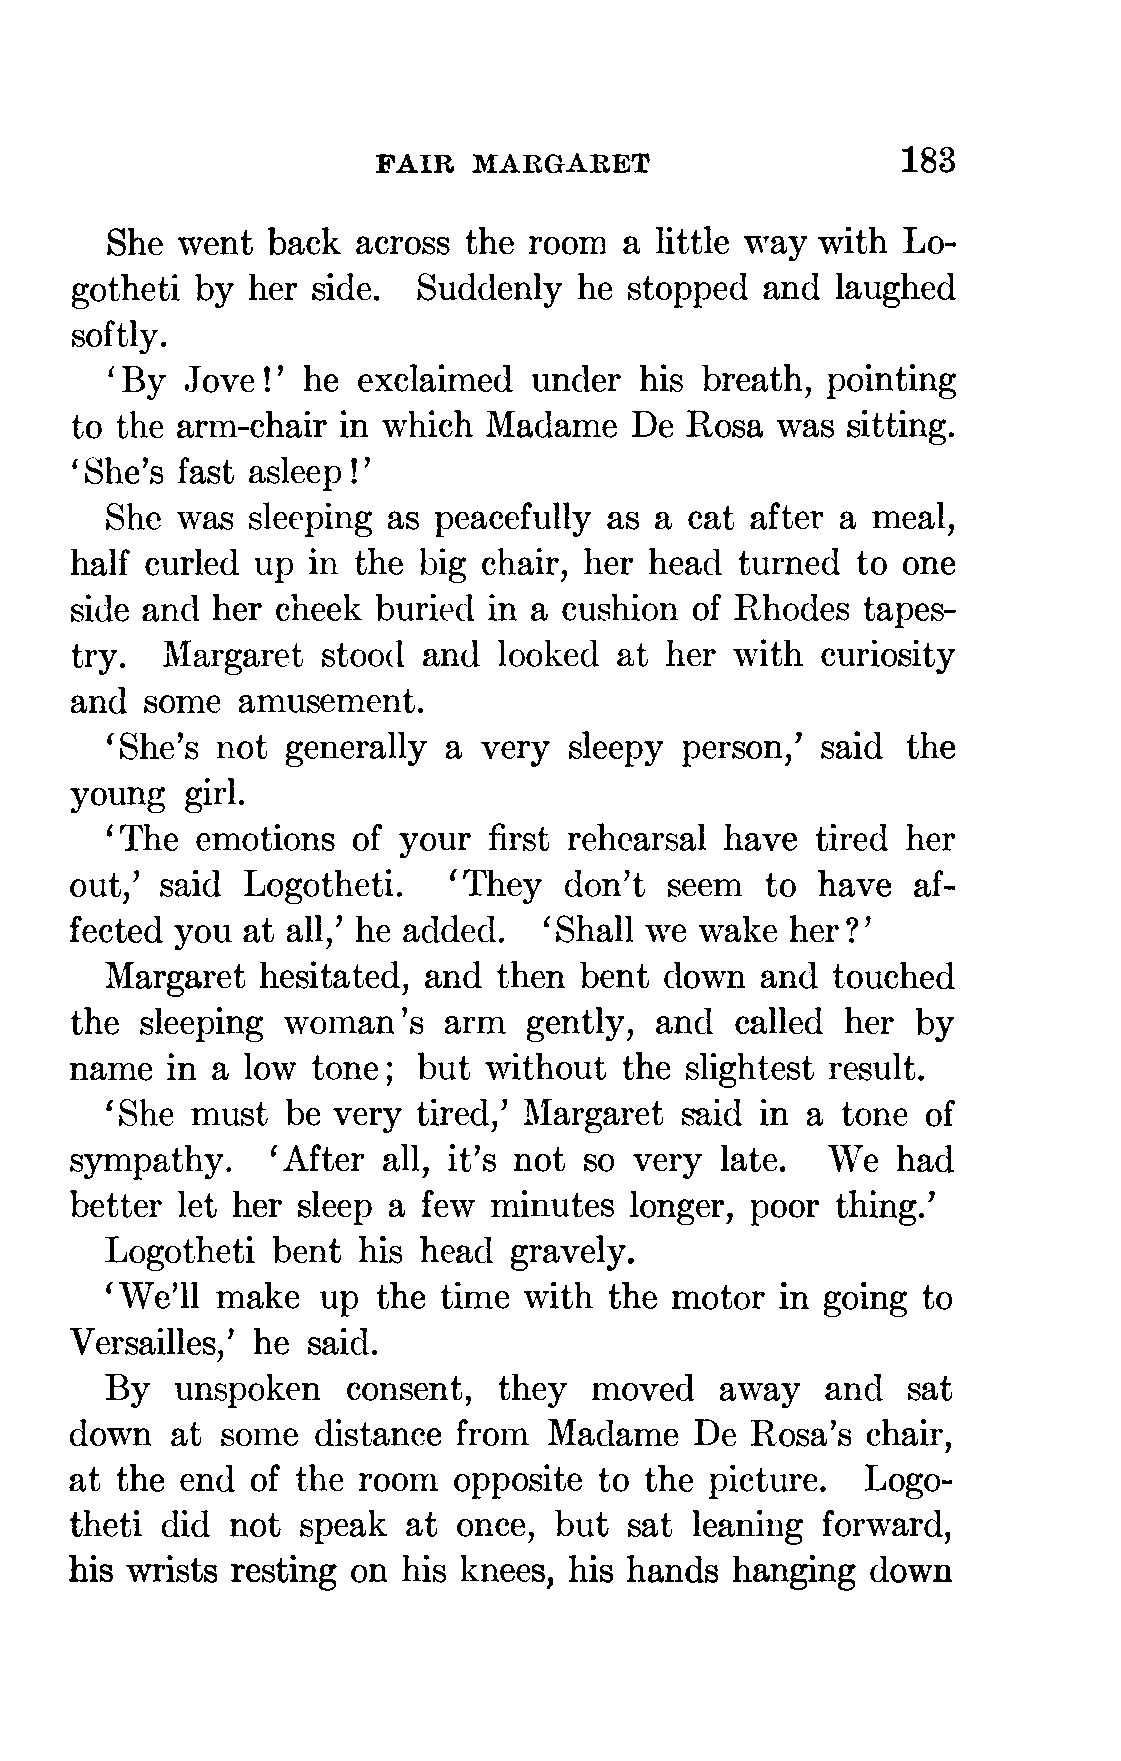 FAIR MARGARET 183
She went back across the room a little way with Lo-
gotheti by her side. Suddenly he stopped and laughed
softly.
'By Jove!' he exclaimed under his breath, pointing
to the arm-chair in which Madame De Rosa was sitting.
'She's fast asleep!'
She was sleeping as peacefully as a cat after a meal,
half curled up in the big chair, her head turned to one
side and her cheek buried in a cushion of Rhodes tapes-
try. Margaret stood and looked at her with curiosity
and some amusement.
'She's not generally a very sleepy person,' said the
young girl.
'The emotions of your first rehearsal have tired her
out,' said Logotheti. 'They don't seem to have af-
fected you at all,' he added. 'Shall we wake her?'
Margaret hesitated, and then bent down and touched
the sleeping woman's arm gently, and called her by
name in a low tone; but without the slightest result.
'She must be very tired,' Margaret said in a tone of
sympathy. 'After all, it's not so very late. We had
better let her sleep a few minutes longer, poor thing.'
Logotheti bent his head gravely.
'We'll make up the time with the motor in going to
Versailles,' he said.
By unspoken consent, they moved away and sat
down at some distance from Madame De Rosa's chair,
at the end of the room opposite to the picture. Logo-
theti did not speak at once, but sat leaning forward,
his wrists resting on his knees, his hands hanging down